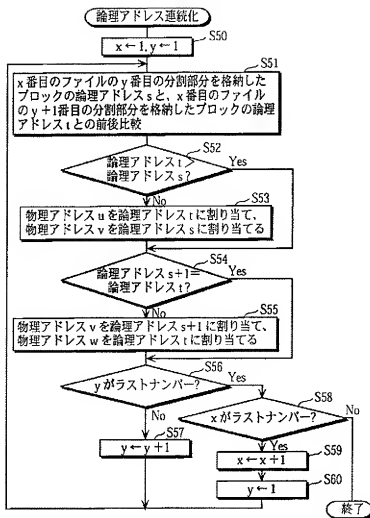 論理アドレス連続化
x←1,y←1
S50
S51
x番目のファイルのy番目の分割部分を格納した
ブロックの論理アドレスsと、x番目のファイル
のy+1番目の分割部分を格納したブロックの論理
アドレスtとの前後比較
S52
論理アドレスt>
論理アドレスs?
Yes
No
S53
物理アドレスuを論理アドレスtに割り当て、
物理アドレスvを論理アドレスsに割り当てる
S54
論理アドレスs+1=
論理アドレスt?
Yes
No
S55
物理アドレスvを論理アドレスs+1に割り当て、
物理アドレスwを論理アドレスtに割り当てる
S56
yがラストナンバー?
Yes
No
S58
xがラストナンバー?
No
Yes
S57
y←y+1
S59
x←x+1
S60
y←1
終了